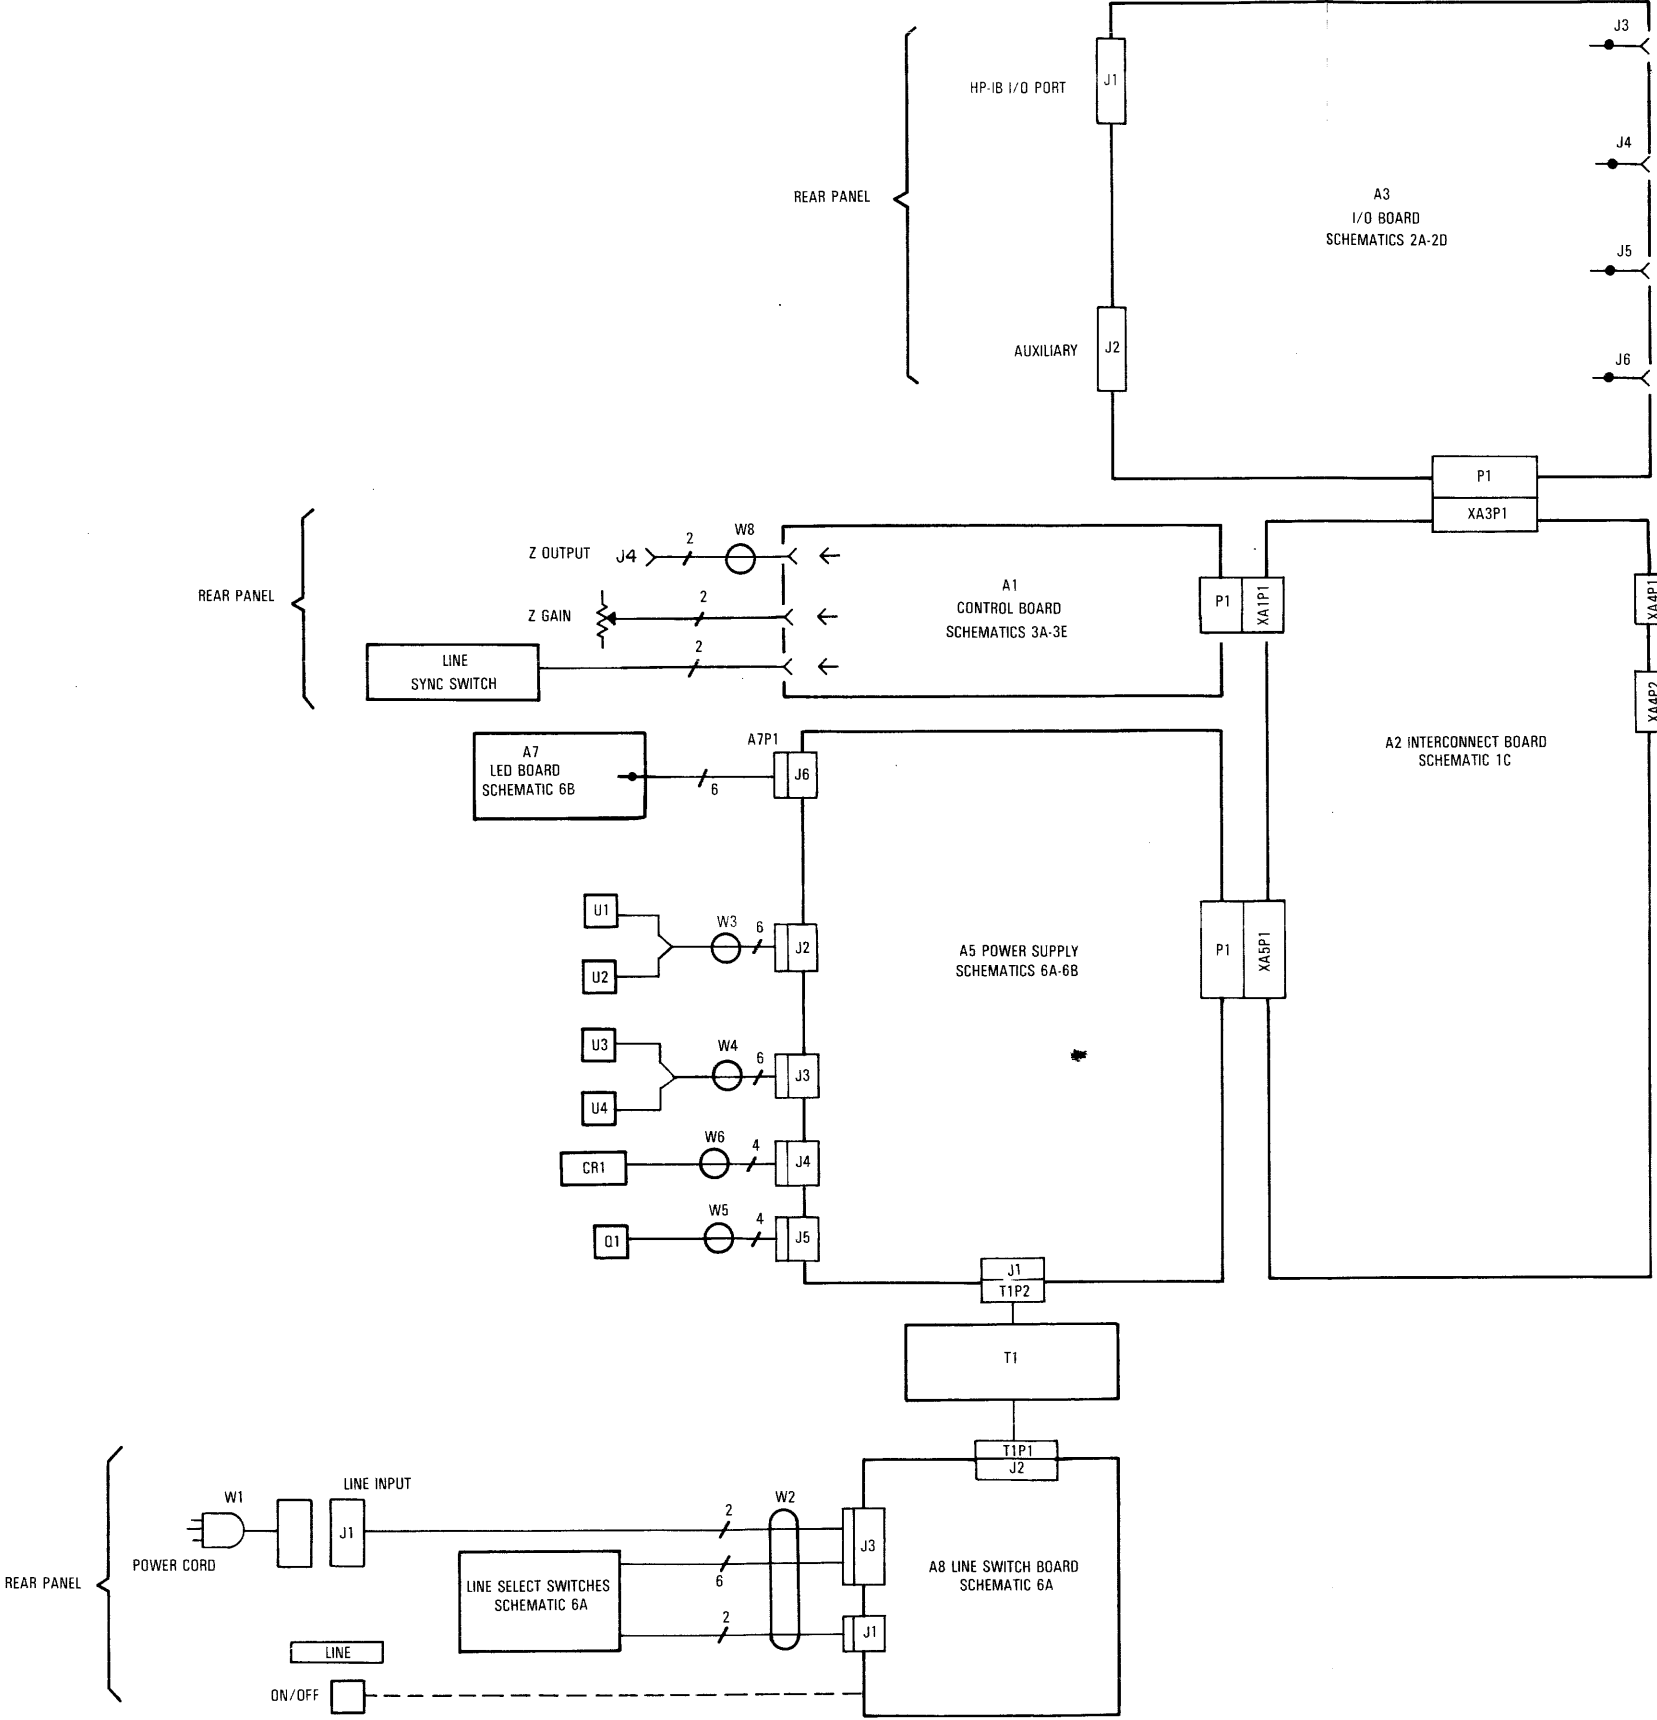 J3
HP-IB I/O PORT
J1
J4
REAR PANEL
A3
I/O BOARD
SCHEMATICS 2A-2D
J5
AUXILIARY
J2
J6
P1
XA3P1
REAR PANEL
Z OUTPUT
J4
2
W8
Z GAIN
2
LINE
SYNC SWITCH
2
A1
CONTROL BOARD
SCHEMATICS 3A-3E
P1
XA1P1
XA4P1
XA4P2
A2 INTERCONNECT BOARD
SCHEMATIC 1C
A7
LED BOARD
SCHEMATIC 6B
6
A7P1
J6
U1
U2
W3
6
J2
A5 POWER SUPPLY
SCHEMATICS 6A-6B
P1
XA5P1
U3
U4
W4
6
J3
CR1
W6
4
J4
Q1
W5
4
J5
J1
T1P2
T1
T1P1
J2
REAR PANEL
W1
POWER CORD
LINE INPUT
J1
2
W2
J3
LINE SELECT SWITCHES
SCHEMATIC 6A
6
2
J1
A8 LINE SWITCH BOARD
SCHEMATIC 6A
LINE
ON/OFF